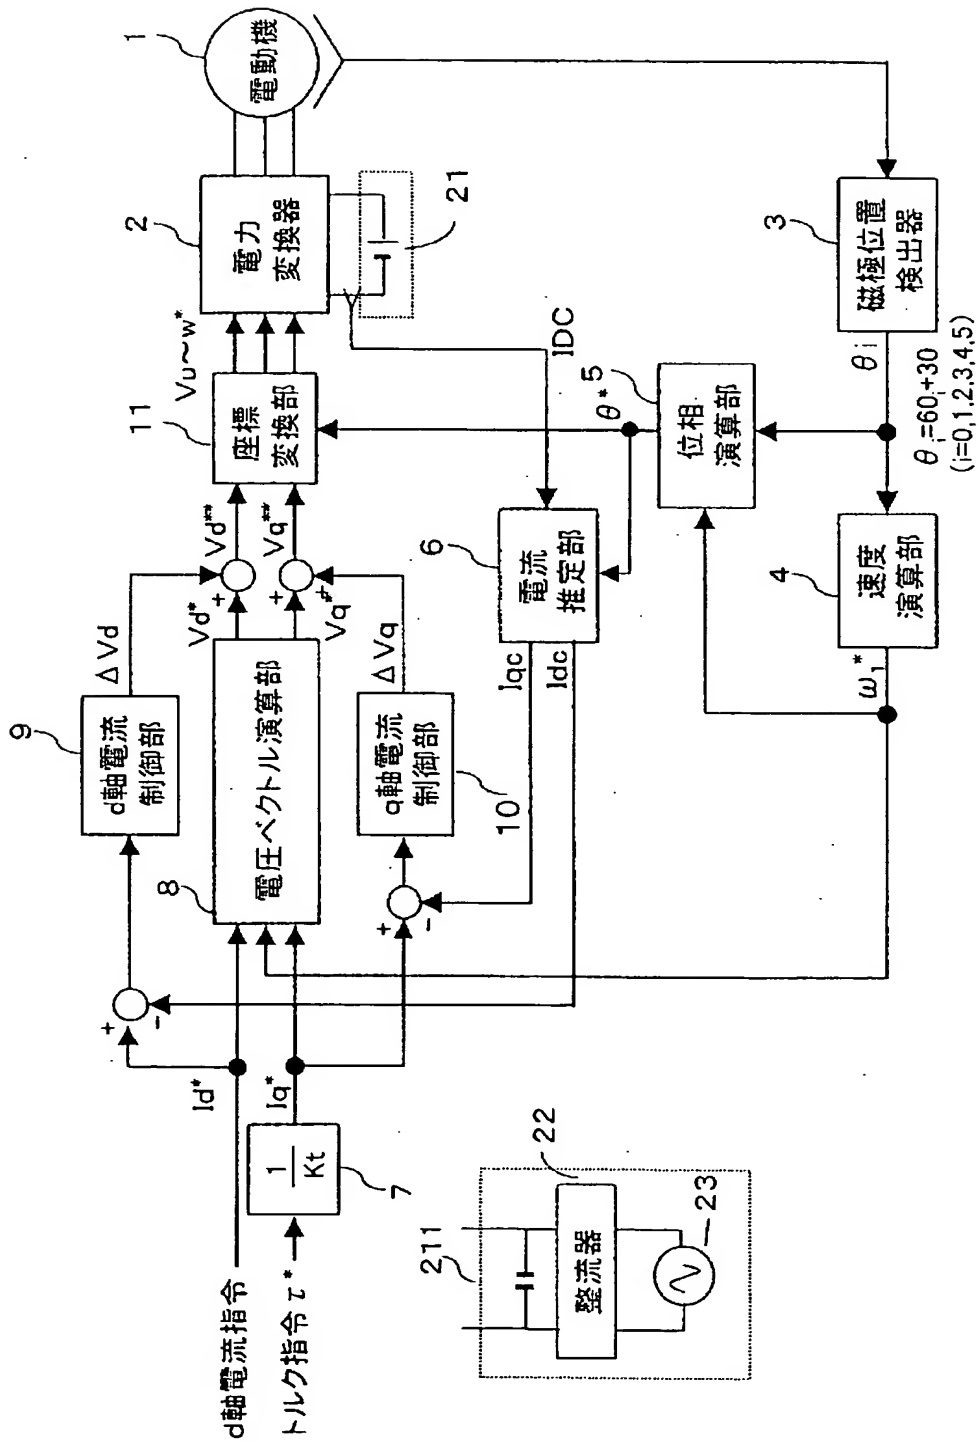 d軸電流指令
トルク指令τ*
1
Kt
7
Id*
Iq*
+
-
9
d軸電流
制御部
ΔVd
8
電圧ベクトル演算部
Vd*
Vq*
+
+
+
-
q軸電流
制御部
10
ΔVq
Vd**
Vq**
11
座標
変換部
Vu~w*
2
電力
変換器
1
電動機
21
IDC
6
電流
推定部
Iqc
Idc
θ*
5
位相
演算部
3
磁極位置
検出器
θi
θi=60i+30
(i=0,1,2,3,4,5)
4
速度
演算部
ω1*
211
22
整流器
23